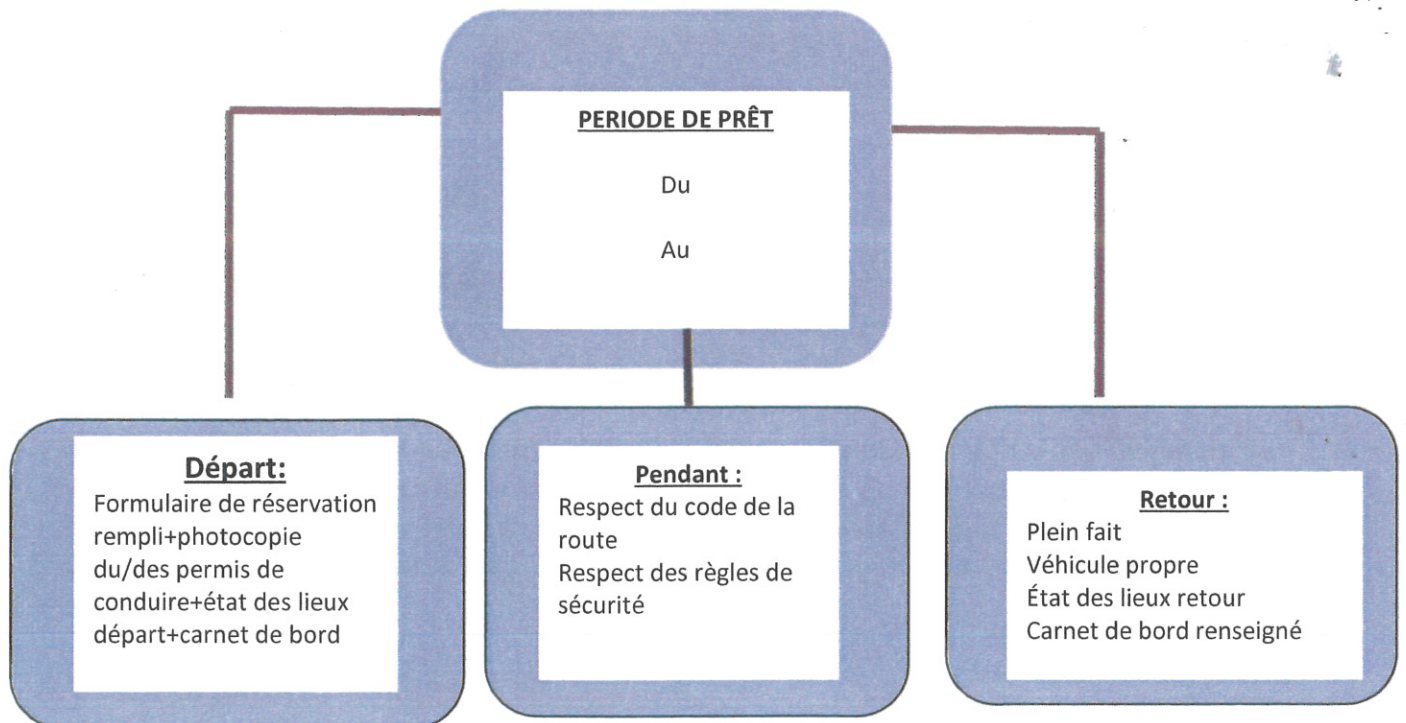 PERIODE DE PRÊT
Du
Au
Départ:
Formulaire de réservation
rempli+photocopie
du/des permis de
conduire+état des lieux
départ+carnet de bord
Pendant :
Respect du code de la
route
Respect des règles de
sécurité
Retour :
Plein fait
Véhicule propre
État des lieux retour
Carnet de bord renseigné